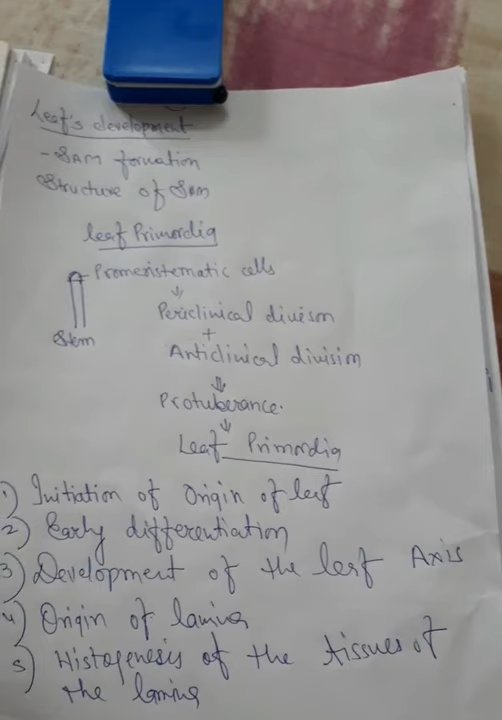 Leaf's development
- SAM formation
Structure of Sam
leaf Primordia
Promeristematic cells
⇓
Stem
Periclinical divison
+
Anticlinical division
⇓
Protuberance.
⇓
Leaf Primordia
1) Initiation of Origin of leaf
2) Early differentiation
3) Development of the leaf Axis
4) Origin of lamina
5) Histogenesis of the tissues of
the lamina